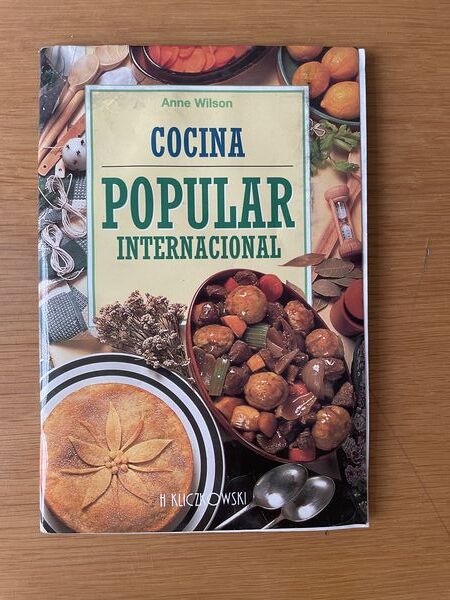 Anne Wilson
COCINA
POPULAR
INTERNACIONAL
H KLICZKOWSKI